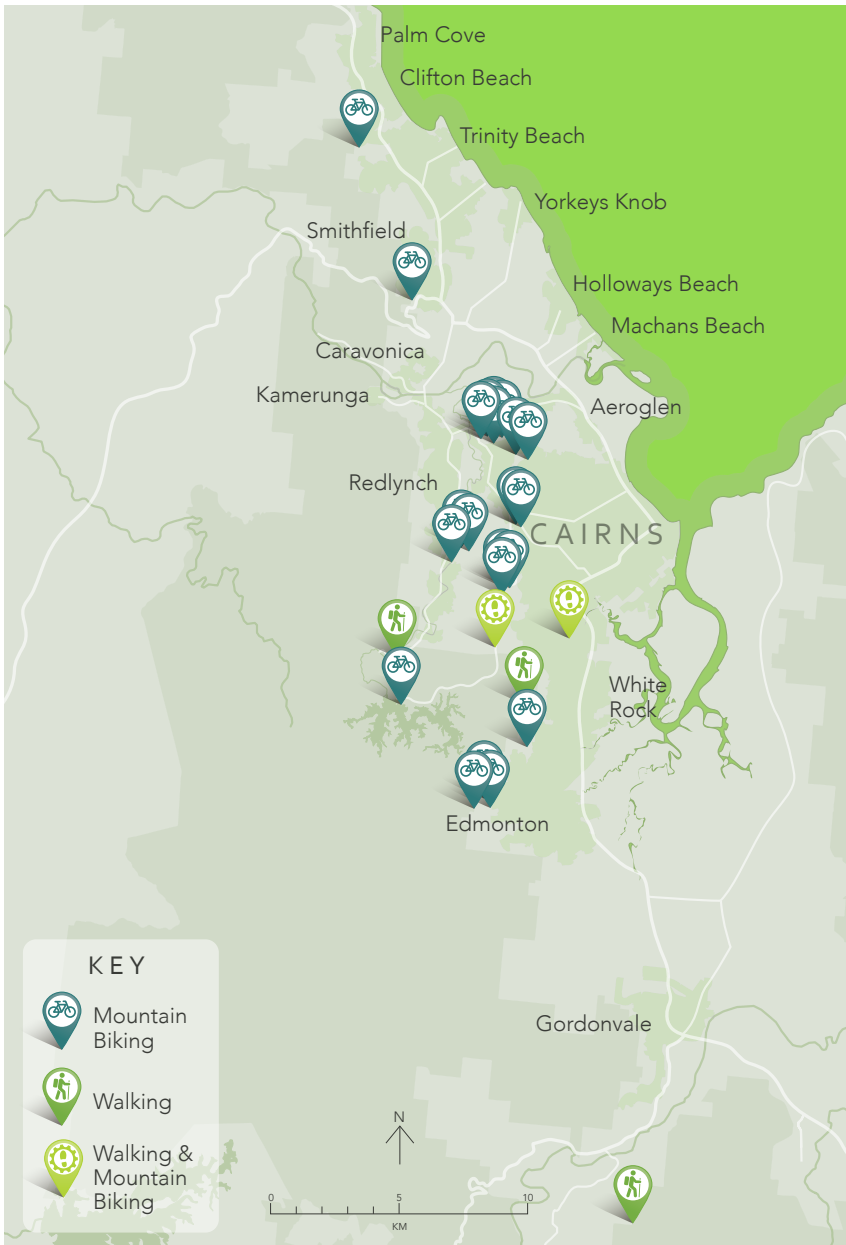 Palm Cove
Clifton Beach
Trinity Beach
Yorkeys Knob
Smithfield
Holloways Beach
Machans Beach
Caravonica
Kamerunga
Aeroglen
Redlynch
CAIRNS
White
Rock
Edmonton
Gordonvale
KEY
Mountain
Biking
Walking
Walking &
Mountain
Biking
N
0 5 10
KM